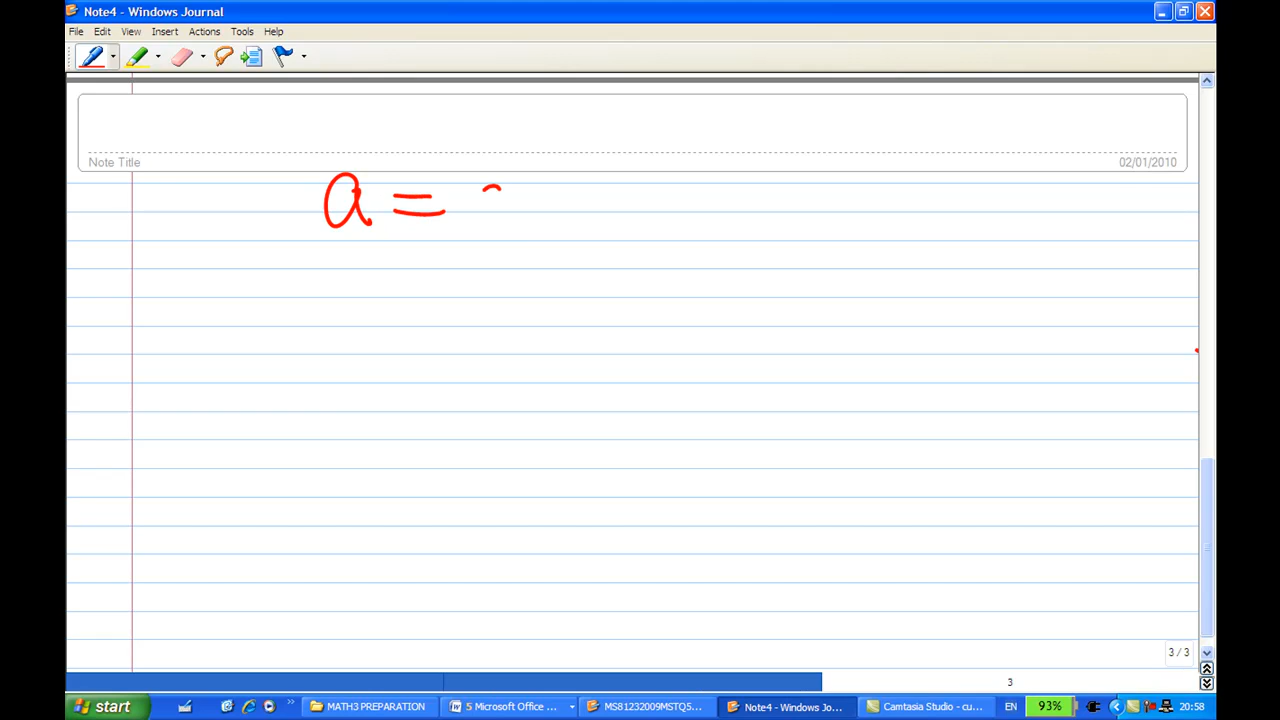 Note4 - Windows Journal
File Edit View Insert Actions Tools Help
Note Title
02/01/2010
a =
3 / 3
3
start
MATH3 PREPARATION
5 Microsoft Office ...
MS81232009MSTQ5...
Note4 - Windows Jo...
Camtasia Studio - cu...
EN
93%
20:58